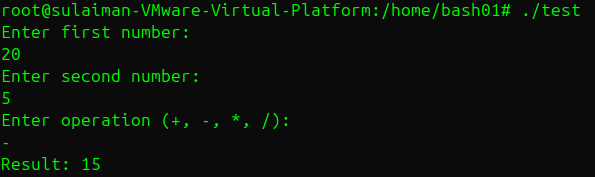 root@sulaiman-VMware-Virtual-Platform:/home/bash01# ./test
Enter first number:
20
Enter second number:
5
Enter operation (+, -, *, /):
-
Result: 15